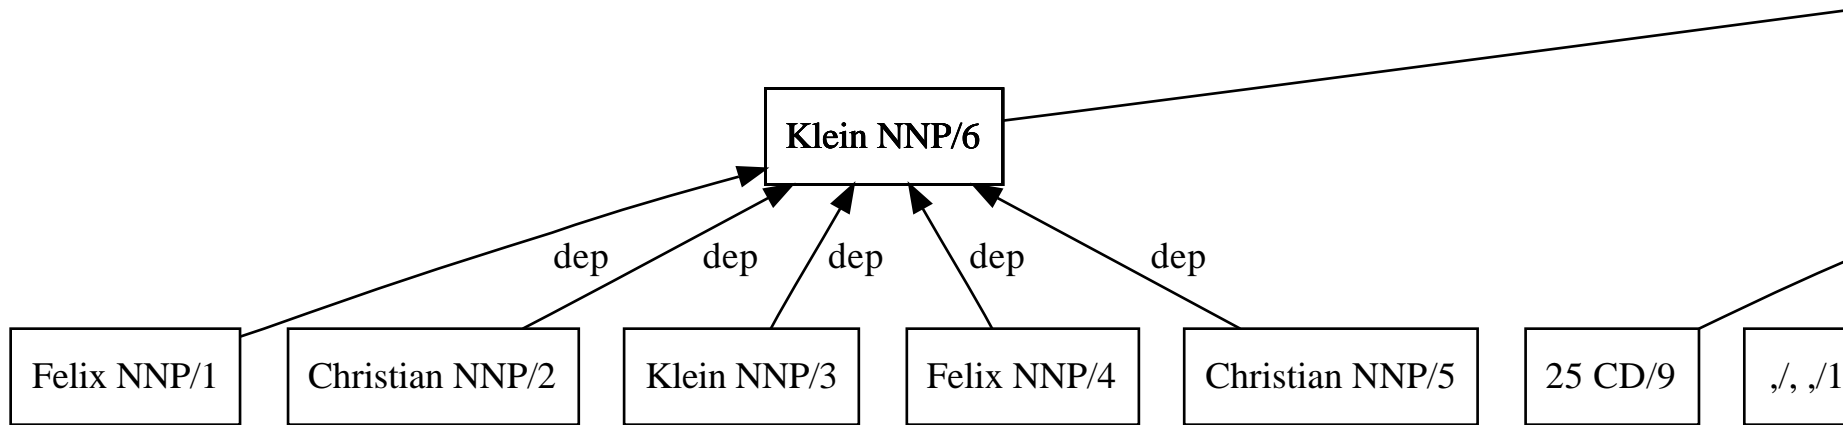 Klein NNP/6
dep dep dep dep dep
Felix NNP/1 Christian NNP/2 Klein NNP/3 Felix NNP/4 Christian NNP/5 25 CD/9 ,/, ,/1